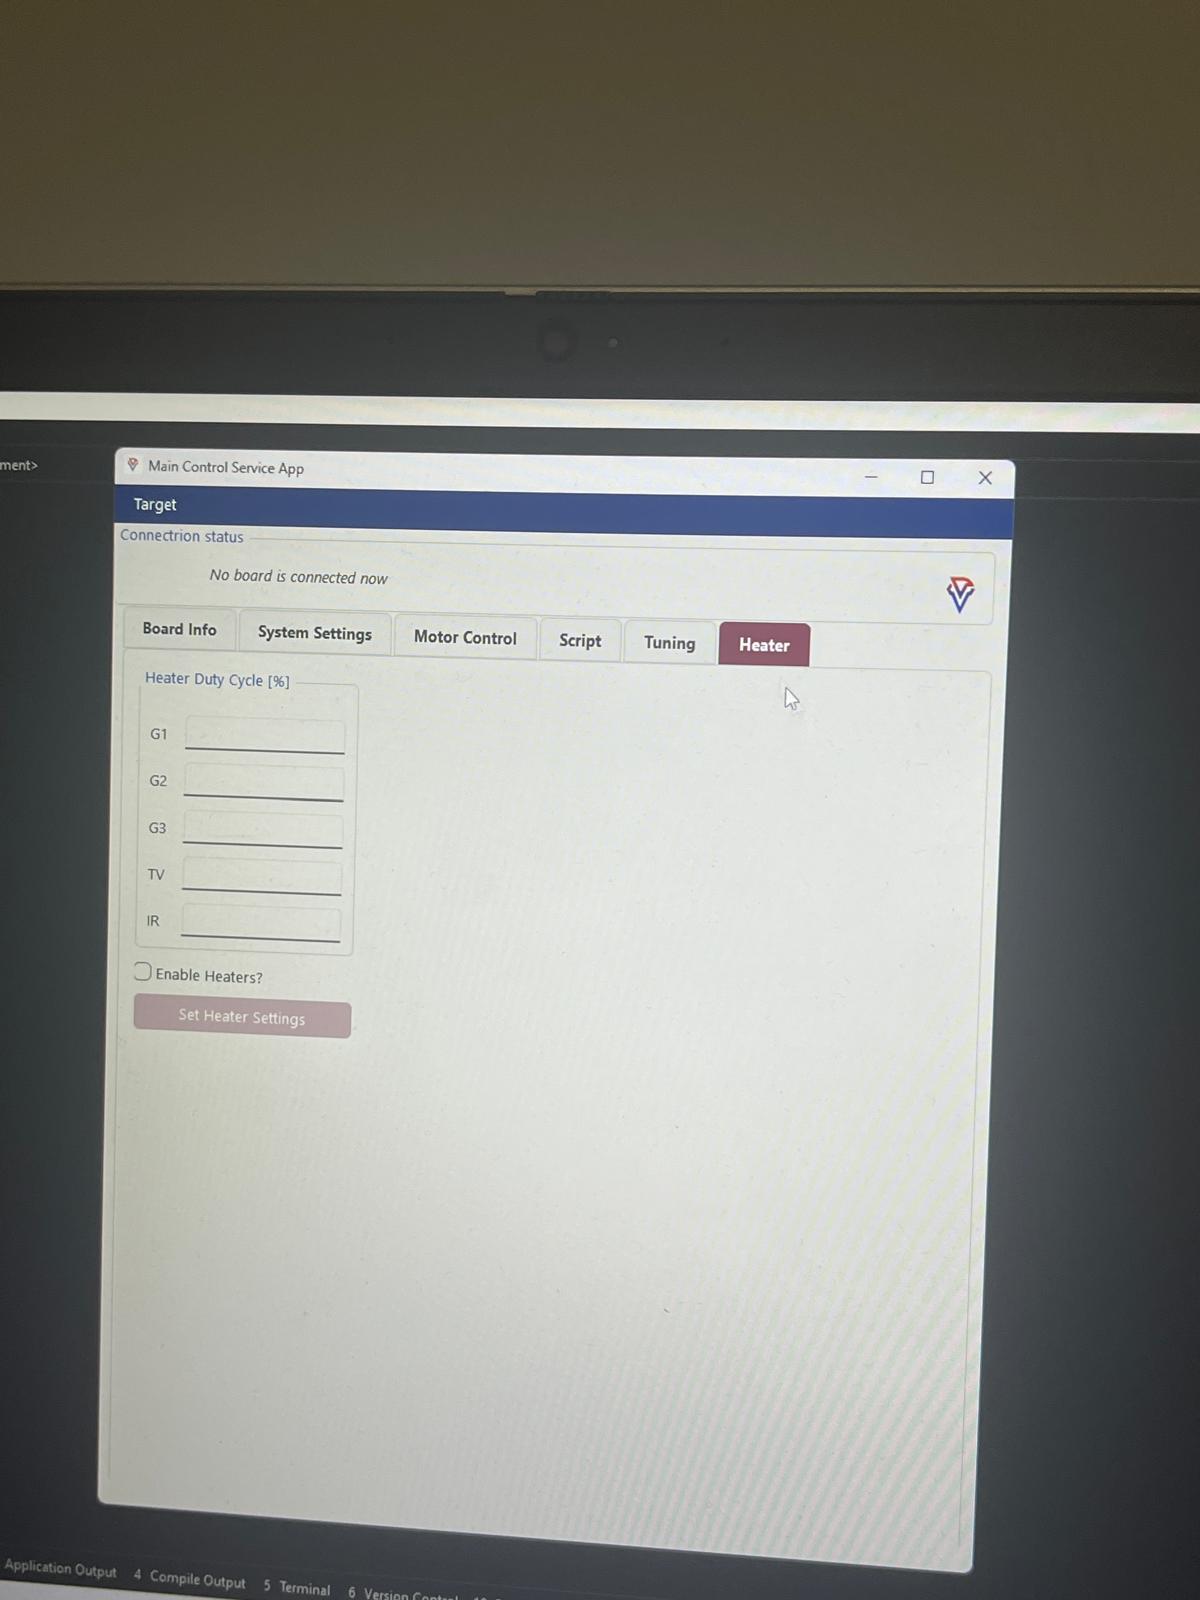 ment>
Main Control Service App
Target
Connectrion status
No board is connected now
Board Info System Settings Motor Control Script Tuning Heater
Heater Duty Cycle [%]
G1
G2
G3
TV
IR
Enable Heaters?
Set Heater Settings
Application Output 4 Compile Output 5 Terminal 6 Version